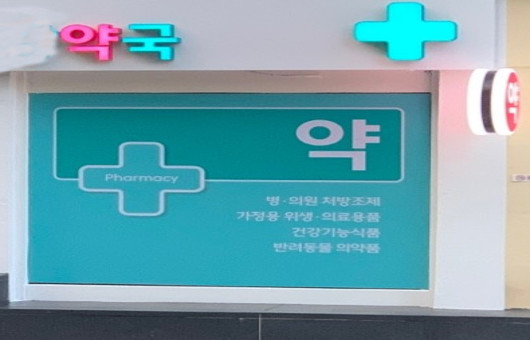 약국
약
약
Pharmacy
병·의원 처방조제
가정용 위생·의료용품
건강기능식품
반려동물 의약품